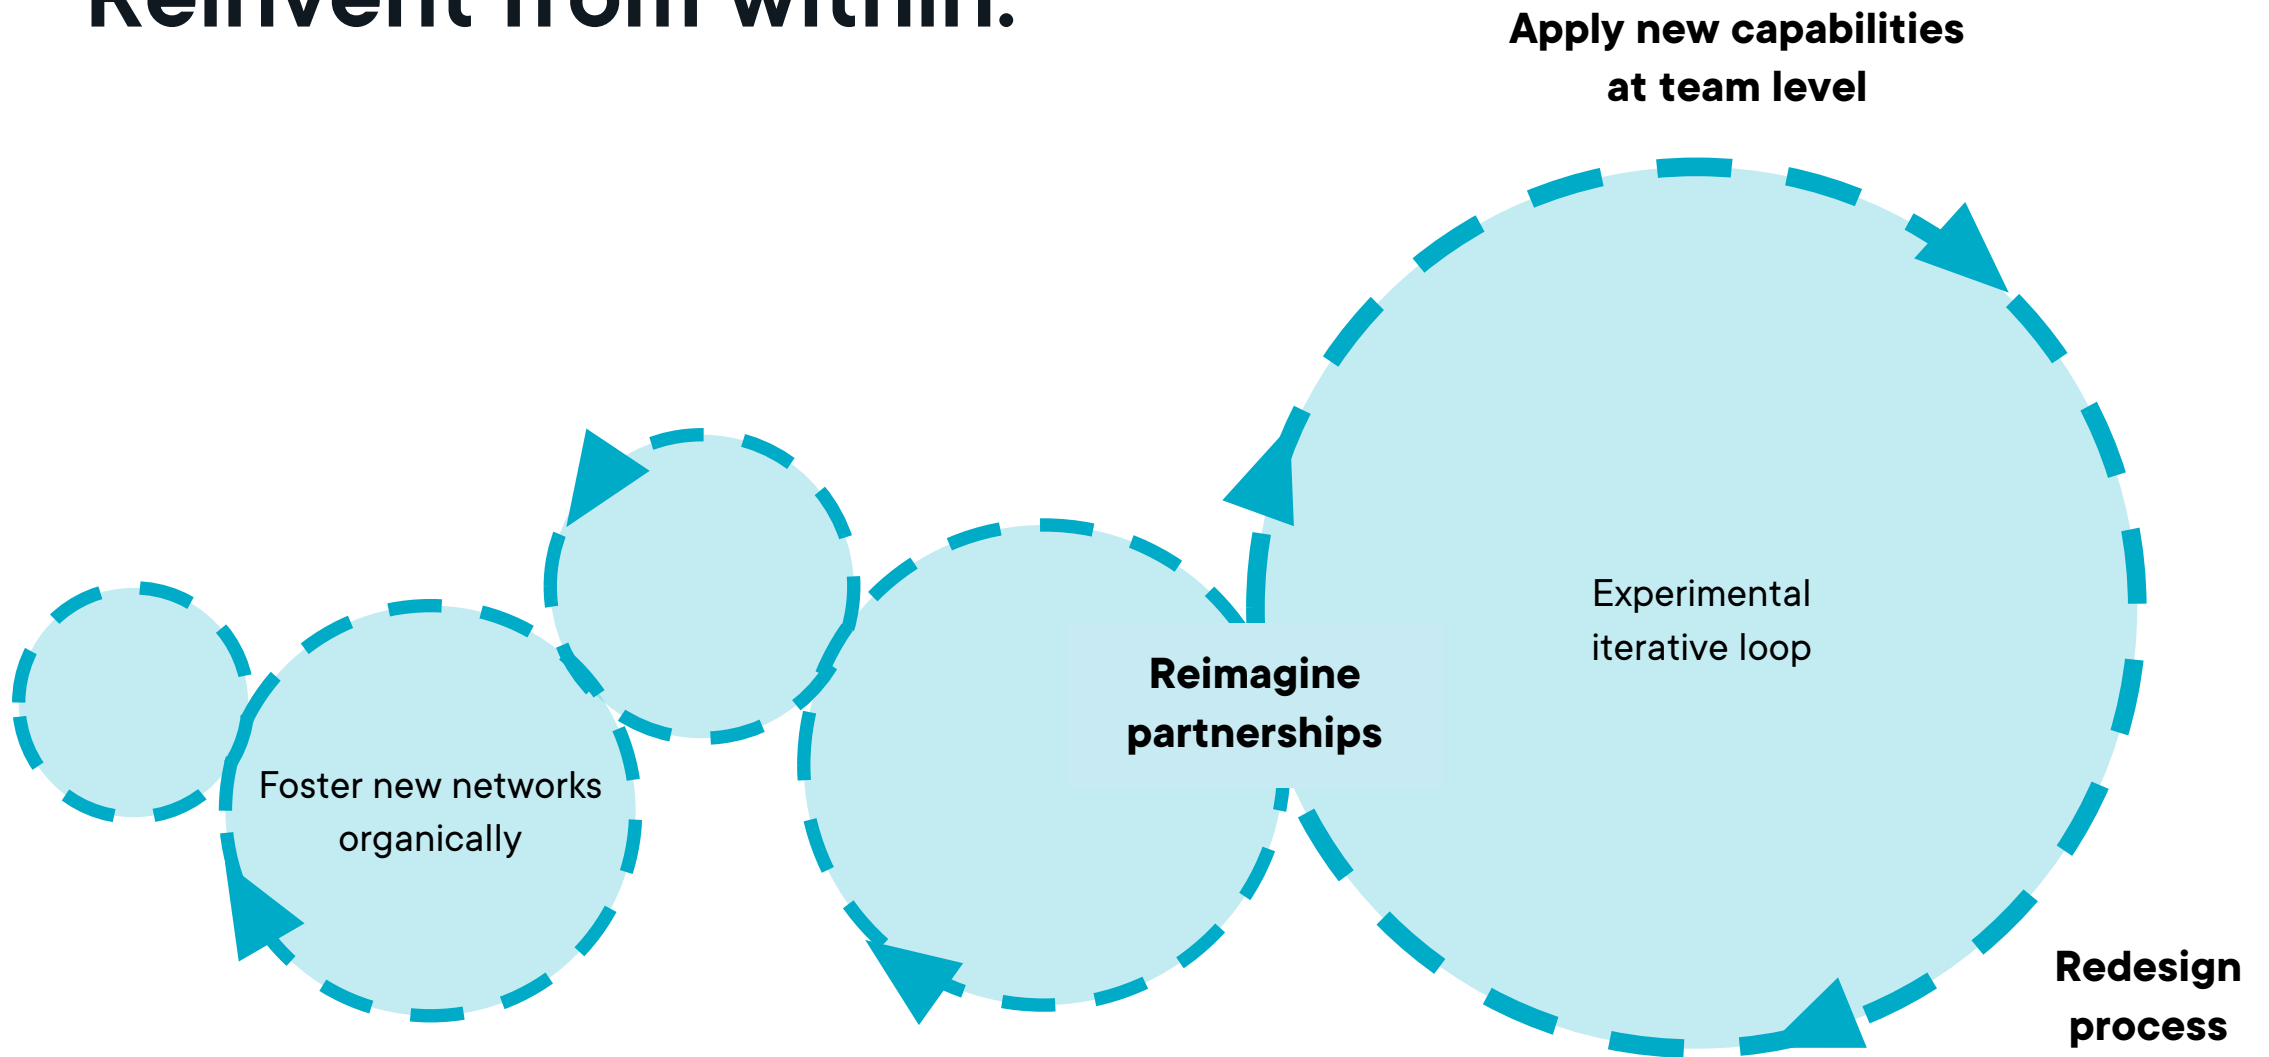 Reinvent from within.
Apply new capabilities
at team level
Experimental
iterative loop
Reimagine
partnerships
Foster new networks
organically
Redesign
process